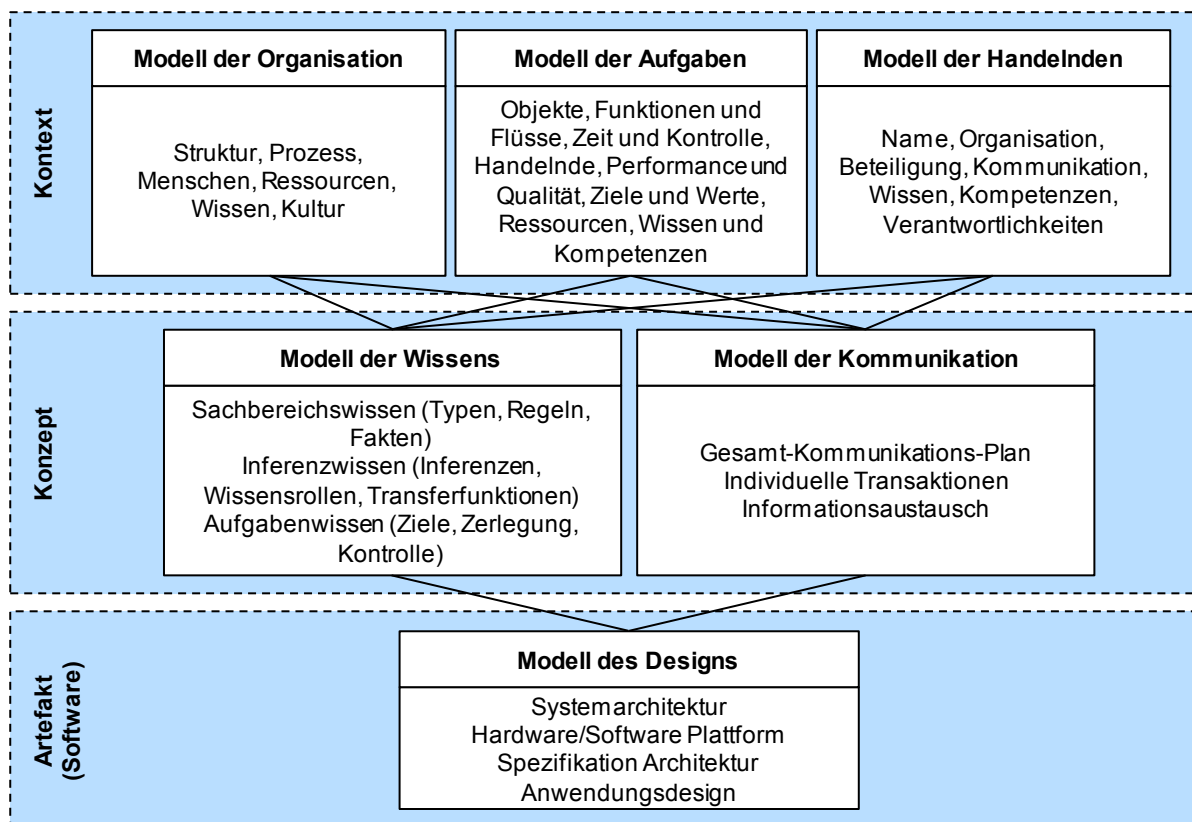 Kontext
Modell der Organisation
Struktur, Prozess,
Menschen, Ressourcen,
Wissen, Kultur
Modell der Aufgaben
Objekte, Funktionen und
Flüsse, Zeit und Kontrolle,
Handelnde, Performance und
Qualität, Ziele und Werte,
Ressourcen, Wissen und
Kompetenzen
Modell der Handelnden
Name, Organisation,
Beteiligung, Kommunikation,
Wissen, Kompetenzen,
Verantwortlichkeiten
Konzept
Modell der Wissens
Sachbereichswissen (Typen, Regeln,
Fakten)
Inferenzwissen (Inferenzen,
Wissensrollen, Transferfunktionen)
Aufgabenwissen (Ziele, Zerlegung,
Kontrolle)
Modell der Kommunikation
Gesamt-Kommunikations-Plan
Individuelle Transaktionen
Informationsaustausch
Artefakt
(Software)
Modell des Designs
Systemarchitektur
Hardware/Software Plattform
Spezifikation Architektur
Anwendungsdesign